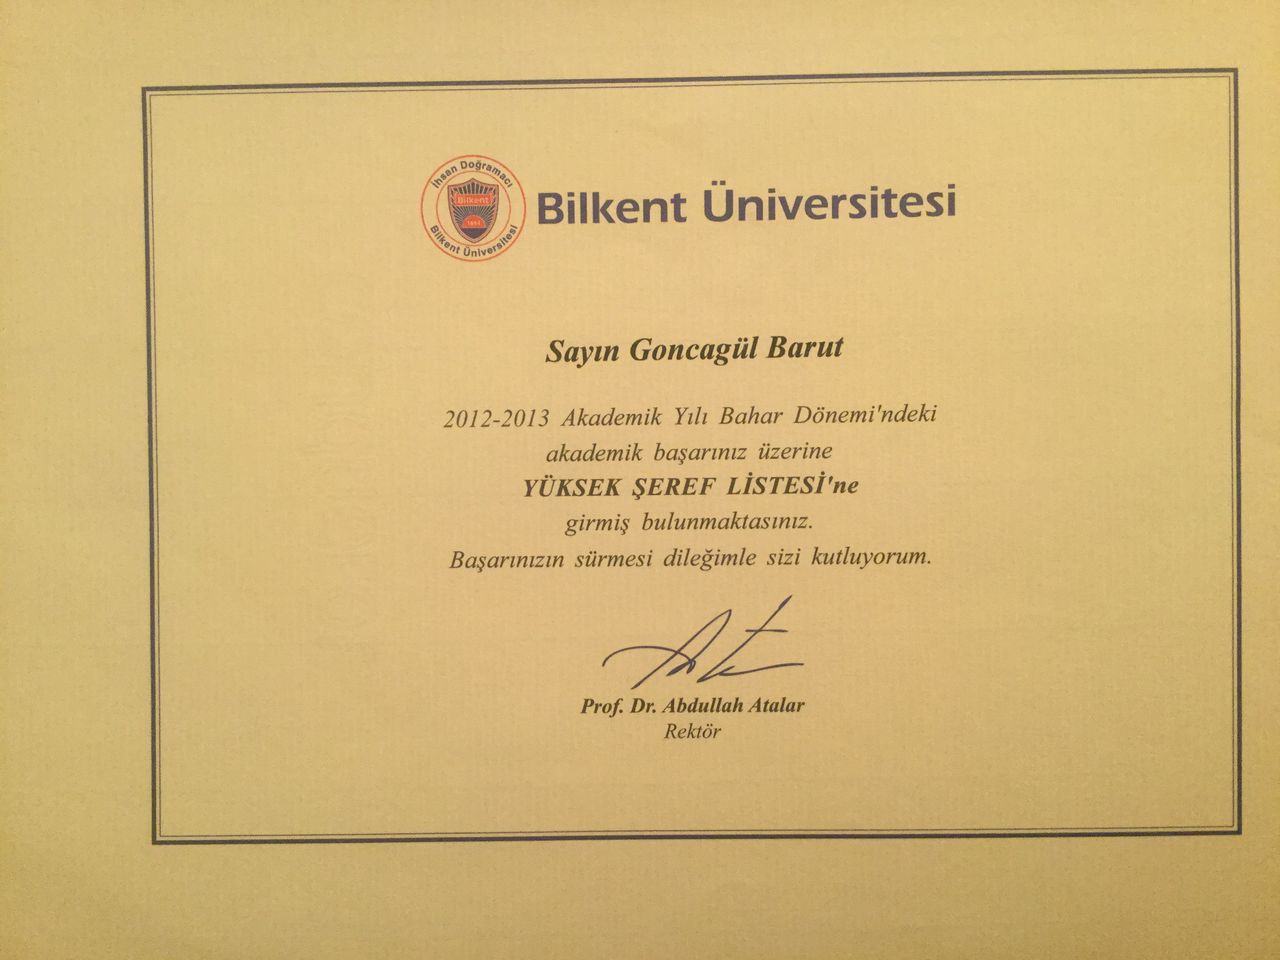 İhsan Doğramacı
Bilkent
Bilkent Üniversitesi
Bilkent Üniversitesi
Sayın Goncagül Barut
2012-2013 Akademik Yılı Bahar Dönemi'ndeki
akademik başarınız üzerine
YÜKSEK ŞEREF LİSTESİ'ne
girmiş bulunmaktasınız.
Başarınızın sürmesi dileğimle sizi kutluyorum.
Prof. Dr. Abdullah Atalar
Rektör